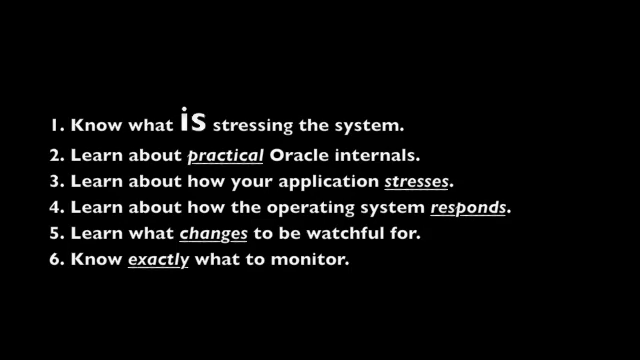 1. Know what is stressing the system.
2. Learn about practical Oracle internals.
3. Learn about how your application stresses.
4. Learn about how the operating system responds.
5. Learn what changes to be watchful for.
6. Know exactly what to monitor.